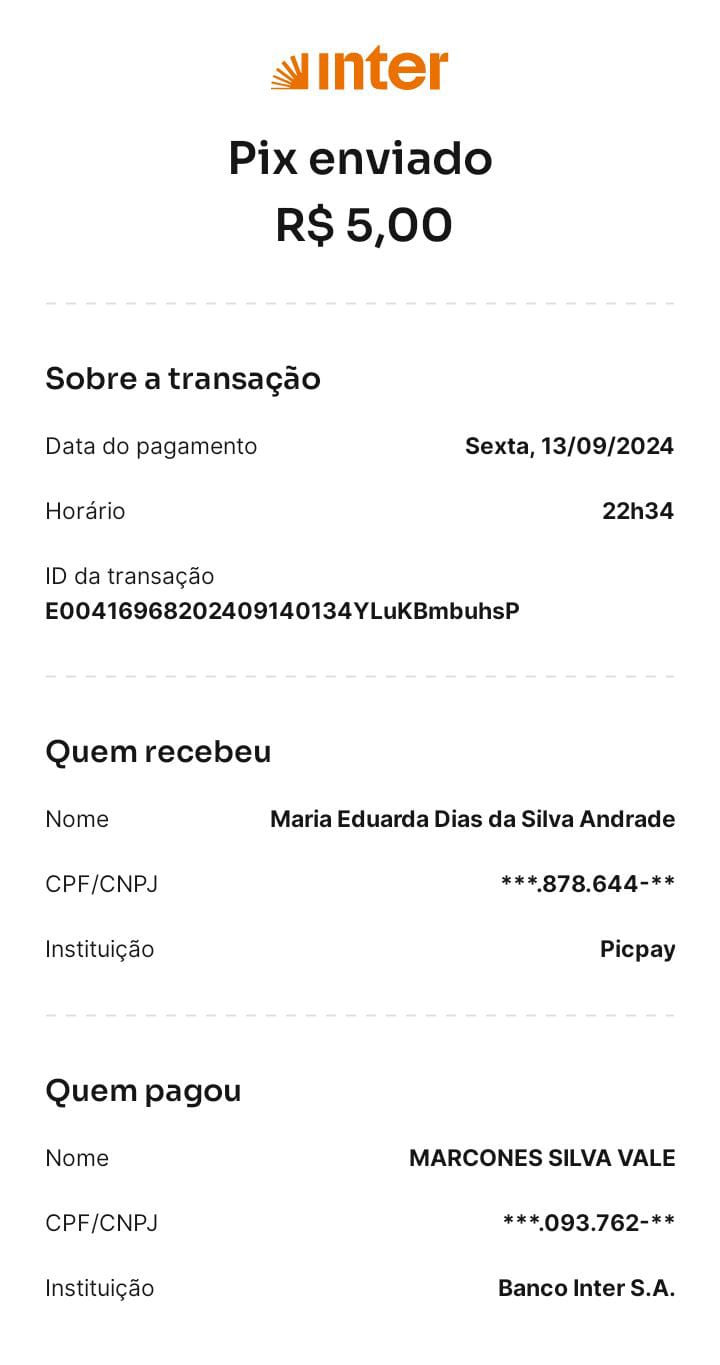 inter
Pix enviado
R$ 5,00
Sobre a transação
Data do pagamento Sexta, 13/09/2024
Horário 22h34
ID da transação
E00416968202409140134YLuKBmbuhsP
Quem recebeu
Nome Maria Eduarda Dias da Silva Andrade
CPF/CNPJ ***.878.644-**
Instituição Picpay
Quem pagou
Nome MARCONES SILVA VALE
CPF/CNPJ ***.093.762-**
Instituição Banco Inter S.A.